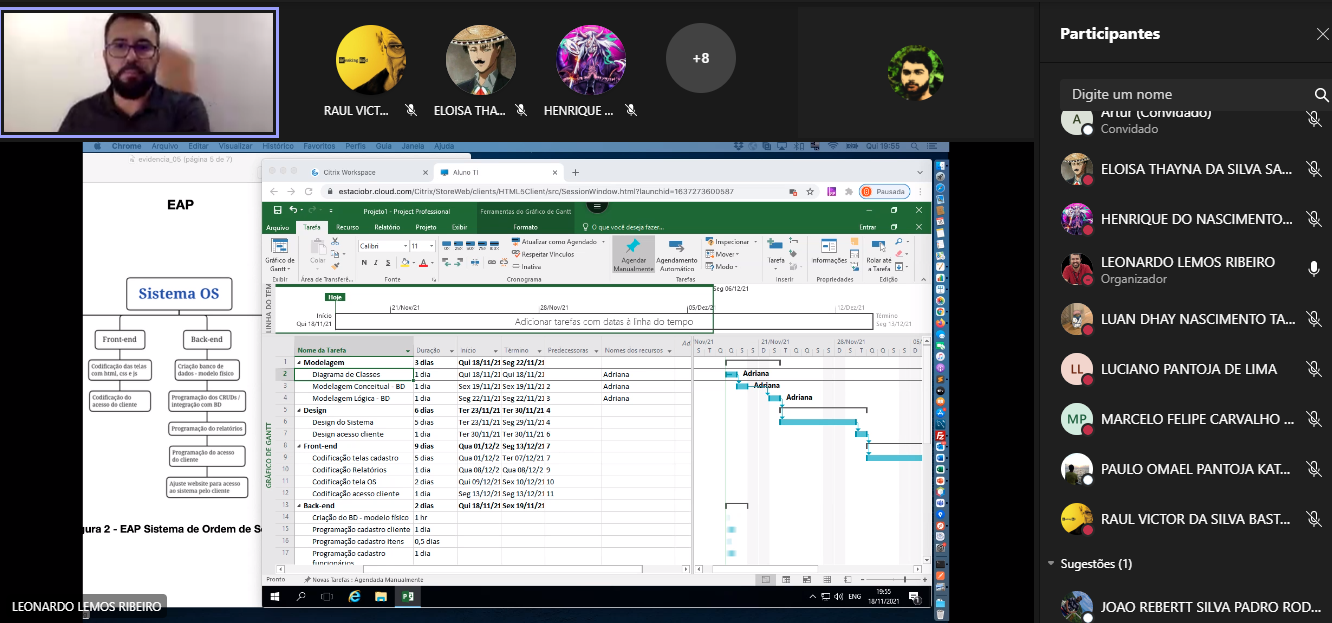 RAUL VICT...
ELOISA THA...
HENRIQUE ...
+8
Participantes
Digite um nome
Artur (Convidado)
Convidado
ELOISA THAYNA DA SILVA SA...
HENRIQUE DO NASCIMENTO...
LEONARDO LEMOS RIBEIRO
Organizador
LUAN DHAY NASCIMENTO TA...
LL
LUCIANO PANTOJA DE LIMA
MP
MARCELO FELIPE CARVALHO ...
PAULO OMAEL PANTOJA KAT...
RAUL VICTOR DA SILVA BAST...
Sugestões (1)
JOAO REBERTT SILVA PADRO ROD...
Chrome Arquivo Editar Visualizar Histórico Favoritos Perfis Guia Janela Ajuda
Qui 19:55
evidencia_05 (página 5 de 7)
EAP
Sistema OS
Front-end
Back-end
Codificação das telas
com html, css e js
Codificação do
acesso do cliente
Criação banco de
dados - modelo físico
Programação dos CRUDs /
integração com BD
Programação do relatórios
Programação do acesso
do cliente
Ajuste website para acesso
ao sistema pelo cliente
gura 2 - EAP Sistema de Ordem de Se
Citrix Workspace
Aluno TI
estaciobr.cloud.com/Citrix/StoreWeb/clients/HTML5Client/src/SessionWindow.html?launchid=1637273600587
Pausada
Projeto1 - Project Professional
Ferramentas do Gráfico de Gantt
Arquivo Tarefa Recurso Relatório Projeto Exibir Formato
O que você deseja fazer...
Entrar
Gráfico de
Gantt
Exibir
Colar
Área de Transferê...
Calibri
11
N I S
Fonte
Atualizar como Agendado
Respeitar Vínculos
Inativa
Cronograma
Agendar
Manualmente
Agendamento
Automático
Inspecionar
Mover
Modo
Tarefas
Tarefa
Inserir
Informações
Propriedades
Rolar até
a Tarefa
Edição
LINHA DO TEM
Seg 06/12/21
Hoje
21/Nov/21
28/Nov/21
05/Dez/2
12/Dez/21
Início
Qui 18/11/21
Adicionar tarefas com datas à linha do tempo
Término
Seg 13/12/21
GRÁFICO DE GANTT
Nome da Tarefa Duração Início Término Predecessoras Nomes dos recursos Ad
Nov/21 21/Nov/21 28/Nov/21 05/
1 Modelagem 3 dias Qui 18/11/21 Seg 22/11/21
2 Diagrama de Classes 1 dia Qui 18/11/21 Qui 18/11/21 Adriana
3 Modelagem Conceitual - BD 1 dia Sex 19/11/21 Sex 19/11/21 2 Adriana
4 Modelagem Lógica - BD 1 dia Seg 22/11/21 Seg 22/11/21 3 Adriana
5 Design 6 dias Ter 23/11/21 Ter 30/11/21 4
6 Design do Sistema 5 dias Ter 23/11/21 Seg 29/11/21 4
7 Design acesso cliente 1 dia Ter 30/11/21 Ter 30/11/21 6
8 Front-end 9 dias Qua 01/12/2 Seg 13/12/21 7
9 Codificação telas cadastro 5 dias Qua 01/12/2 Ter 07/12/21 7
10 Codificação Relatórios 1 dia Qua 08/12/2 Qua 08/12/2 9
11 Codificação tela OS 2 dias Qui 09/12/21 Sex 10/12/21 10
12 Codificação acesso cliente 1 dia Seg 13/12/21 Seg 13/12/21 11
13 Back-end 2 dias Qui 18/11/21 Sex 19/11/21
14 Criação do BD - modelo físico 1 hr
15 Programação cadastro cliente 1 dia
16 Programação cadastro itens 0,5 dias
17 Programação cadastro 1 dia
funcionários
Adriana
Adriana
Adriana
Pronto
Novas Tarefas : Agendada Manualmente
ENG
19:55
18/11/2021
LEONARDO LEMOS RIBEIRO